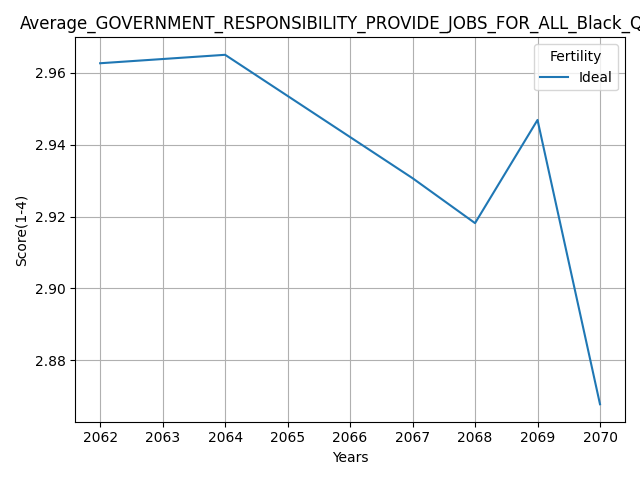 Average_GOVERNMENT_RESPONSIBILITY_PROVIDE_JOBS_FOR_ALL_Black_Q
Fertility
Ideal
2.96
2.94
2.92
2.90
2.88
Score(1-4)
2062 2063 2064 2065 2066 2067 2068 2069 2070
Years